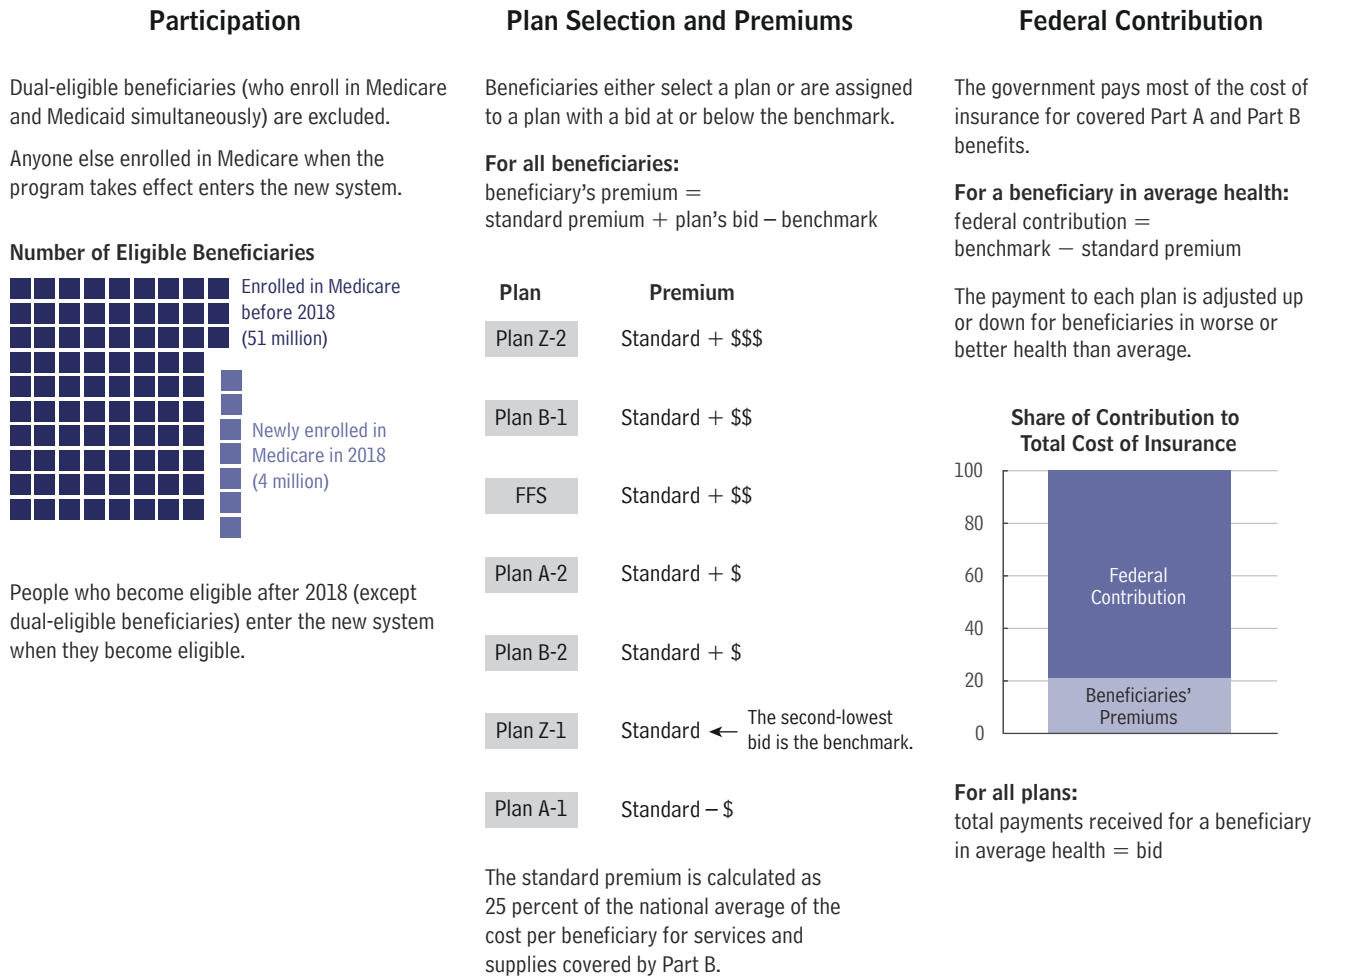 Participation
Dual-eligible beneficiaries (who enroll in Medicare
and Medicaid simultaneously) are excluded.
Anyone else enrolled in Medicare when the
program takes effect enters the new system.
Number of Eligible Beneficiaries
Enrolled in Medicare
before 2018
(51 million)
Newly enrolled in
Medicare in 2018
(4 million)
People who become eligible after 2018 (except
dual-eligible beneficiaries) enter the new system
when they become eligible.
Plan Selection and Premiums
Beneficiaries either select a plan or are assigned
to a plan with a bid at or below the benchmark.
For all beneficiaries:
beneficiary's premium =
standard premium + plan's bid – benchmark
Plan Premium
Plan Z-2 Standard + $$$
Plan B-1 Standard + $$
FFS Standard + $$
Plan A-2 Standard + $
Plan B-2 Standard + $
Plan Z-1 Standard ← The second-lowest
bid is the benchmark.
Plan A-1 Standard – $
The standard premium is calculated as
25 percent of the national average of the
cost per beneficiary for services and
supplies covered by Part B.
Federal Contribution
The government pays most of the cost of
insurance for covered Part A and Part B
benefits.
For a beneficiary in average health:
federal contribution =
benchmark − standard premium
The payment to each plan is adjusted up
or down for beneficiaries in worse or
better health than average.
Share of Contribution to
Total Cost of Insurance
100
80
60
40
20
0
Federal
Contribution
Beneficiaries'
Premiums
For all plans:
total payments received for a beneficiary
in average health = bid